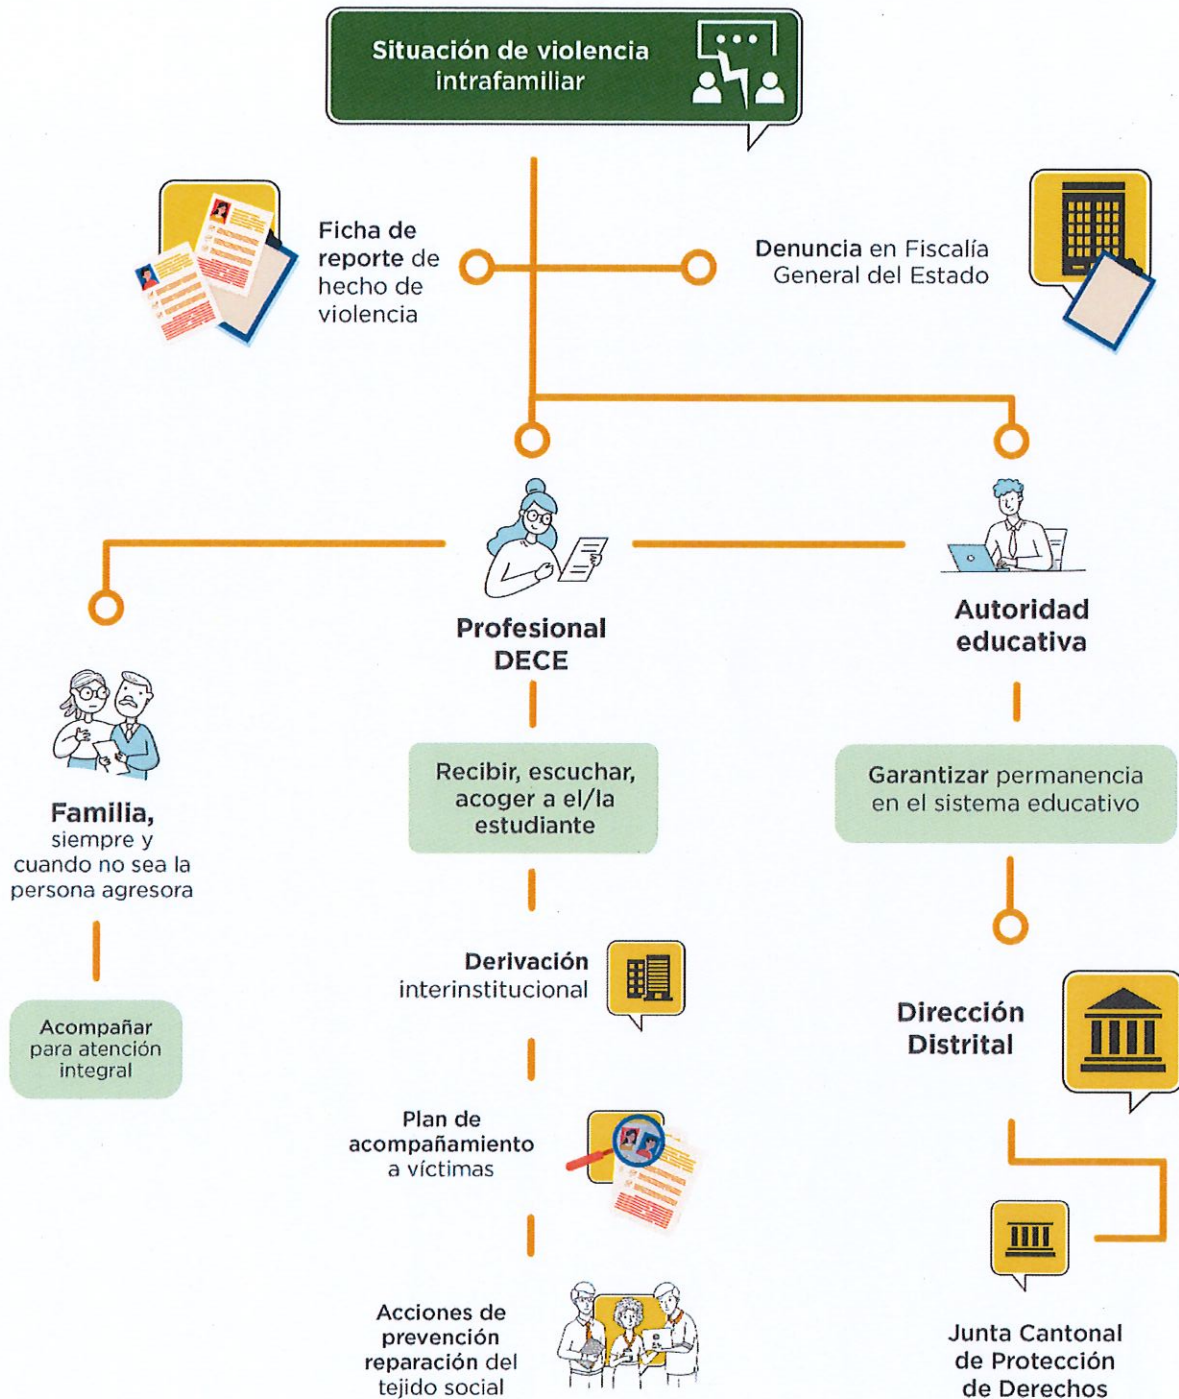 Situación de violencia
intrafamiliar
Ficha de
reporte de
hecho de
violencia
Denuncia en Fiscalía
General del Estado
Profesional
DECE
Autoridad
educativa
Familia,
siempre y
cuando no sea la
persona agresora
Recibir, escuchar,
acoger a el/la
estudiante
Garantizar permanencia
en el sistema educativo
Acompañar
para atención
integral
Derivación
interinstitucional
Dirección
Distrital
Plan de
acompañamiento
a víctimas
Acciones de
prevención
reparación del
tejido social
Junta Cantonal
de Protección
de Derechos